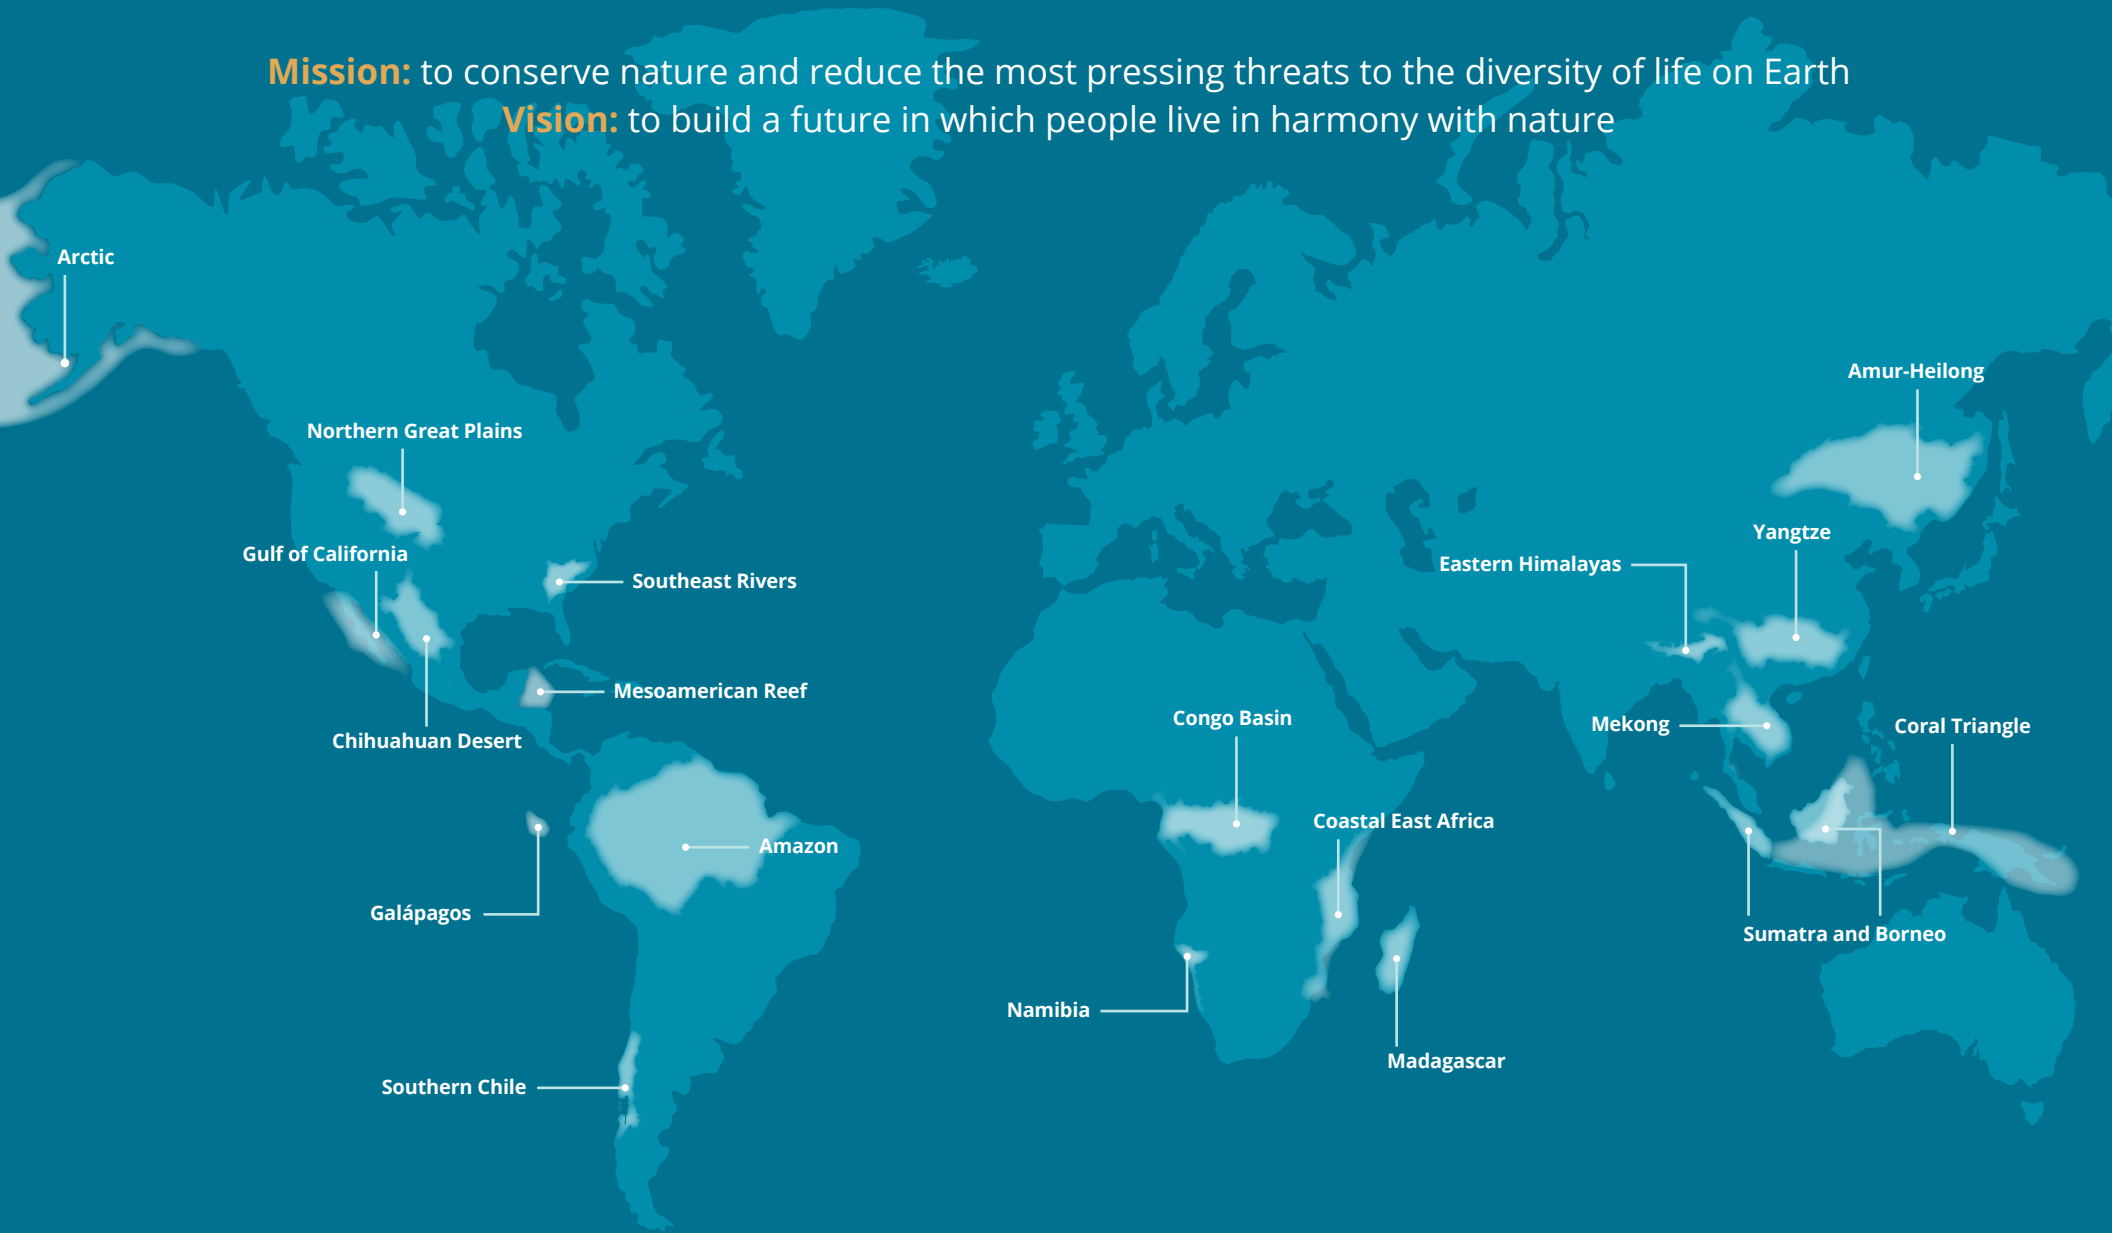 Mission: to conserve nature and reduce the most pressing threats to the diversity of life on Earth
Vision: to build a future in which people live in harmony with nature
Arctic
Amur-Heilong
Northern Great Plains
Yangtze
Gulf of California
Eastern Himalayas
Southeast Rivers
Mesoamerican Reef
Congo Basin
Mekong
Coral Triangle
Chihuahuan Desert
Coastal East Africa
Amazon
Galápagos
Sumatra and Borneo
Namibia
Madagascar
Southern Chile